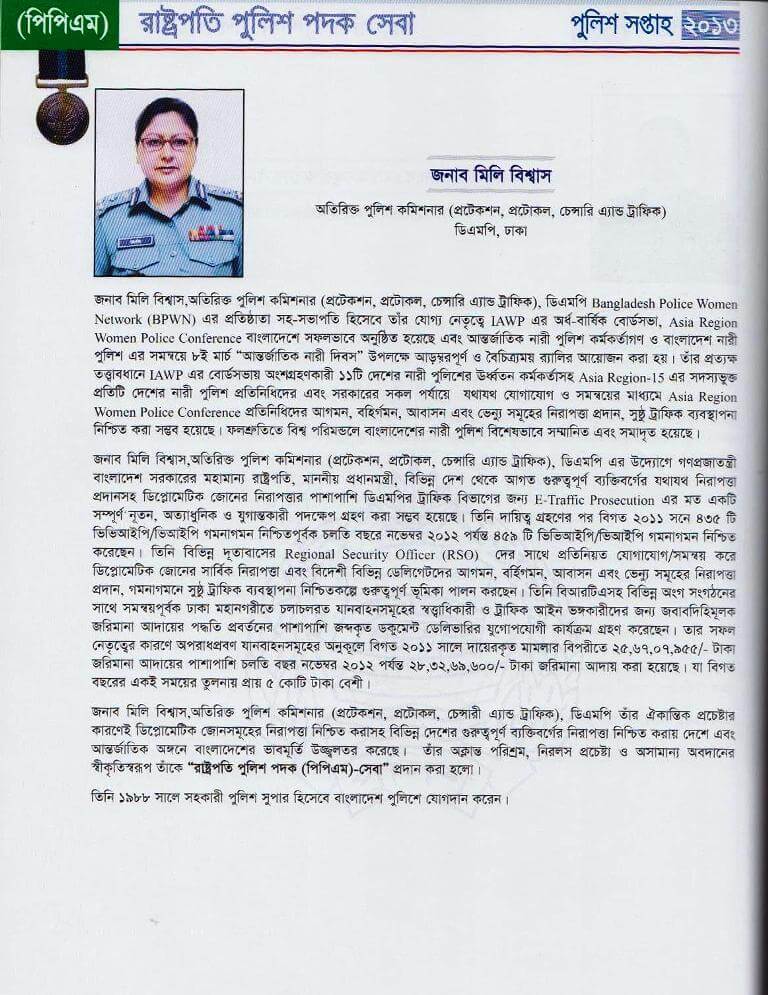 (পিপিএম)
রাষ্ট্রপতি পুলিশ পদক সেবা
পুলিশ সপ্তাহ ২০১৩
জনাব মিলি বিশ্বাস
অতিরিক্ত পুলিশ কমিশনার (প্রটেকশন, প্রটোকল, চেন্সারি এ্যান্ড ট্রাফিক)
ডিএমপি, ঢাকা
জনাব মিলি বিশ্বাস,অতিরিক্ত পুলিশ কমিশনার (প্রটেকশন, প্রটোকল, চেন্সারি এ্যান্ড ট্রাফিক), ডিএমপি Bangladesh Police Women
Network (BPWN) এর প্রতিষ্ঠাতা সহ-সভাপতি হিসেবে তাঁর যোগ্য নেতৃত্বে IAWP এর অর্ধ-বার্ষিক বোর্ডসভা, Asia Region
Women Police Conference বাংলাদেশে সফলভাবে অনুষ্ঠিত হয়েছে এবং আন্তর্জাতিক নারী পুলিশ কর্মকর্তাগণ ও বাংলাদেশ নারী
পুলিশ এর সমন্বয়ে ৮ই মার্চ “আন্তর্জাতিক নারী দিবস” উপলক্ষে আড়ম্বরপূর্ণ ও বৈচিত্র্যময় র‍্যালির আয়োজন করা হয়। তাঁর প্রত্যক্ষ
তত্ত্বাবধানে IAWP এর বোর্ডসভায় অংশগ্রহণকারী ১১টি দেশের নারী পুলিশের উর্ধ্বতন কর্মকর্তাসহ Asia Region-15 এর সদস্যভুক্ত
প্রতিটি দেশের নারী পুলিশ প্রতিনিধিদের এবং সরকারের সকল পর্যায়ে যথাযথ যোগাযোগ ও সমন্বয়ের মাধ্যমে Asia Region
Women Police Conference প্রতিনিধিদের আগমন, বহির্গমন, আবাসন এবং ভেন্যু সমূহের নিরাপত্তা প্রদান, সুষ্ঠু ট্রাফিক ব্যবস্থাপনা
নিশ্চিত করা সম্ভব হয়েছে। ফলশ্রুতিতে বিশ্ব পরিমন্ডলে বাংলাদেশের নারী পুলিশ বিশেষভাবে সম্মানিত এবং সমাদৃত হয়েছে।
জনাব মিলি বিশ্বাস,অতিরিক্ত পুলিশ কমিশনার (প্রটেকশন, প্রটোকল, চেন্সারি এ্যান্ড ট্রাফিক), ডিএমপি এর উদ্যোগে গণপ্রজাতন্ত্রী
বাংলাদেশ সরকারের মহামান্য রাষ্ট্রপতি, মাননীয় প্রধানমন্ত্রী, বিভিন্ন দেশ থেকে আগত গুরুত্বপূর্ণ ব্যক্তিবর্গের যথাযথ নিরাপত্তা
প্রদানসহ ডিপ্লোমেটিক জোনের নিরাপত্তার পাশাপাশি ডিএমপির ট্রাফিক বিভাগের জন্য E-Traffic Prosecution এর মত একটি
সম্পূর্ণ নূতন, অত্যাধুনিক ও যুগান্তকারী পদক্ষেপ গ্রহণ করা সম্ভব হয়েছে। তিনি দায়িত্ব গ্রহণের পর বিগত ২০১১ সনে ৪৩৫ টি
ভিভিআইপি/ভিআইপি গমনাগমন নিশ্চিতপূর্বক চলতি বছরে নভেম্বর ২০১২ পর্যন্ত ৪৫৯ টি ভিভিআইপি/ভিআইপি গমনাগমন নিশ্চিত
করেছেন। তিনি বিভিন্ন দূতাবাসের Regional Security Officer (RSO) দের সাথে প্রতিনিয়ত যোগাযোগ/সমন্বয় করে
ডিপ্লোমেটিক জোনের সার্বিক নিরাপত্তা এবং বিদেশী বিভিন্ন ডেলিগেটদের আগমন, বর্হিগমন, আবাসন এবং ভেন্যু সমূহের নিরাপত্তা
প্রদান, গমনাগমনে সুষ্ঠু ট্রাফিক ব্যবস্থাপনা নিশ্চিতকল্পে গুরুত্বপূর্ণ ভূমিকা পালন করছেন। তিনি বিআরটিএসহ বিভিন্ন অংগ সংগঠনের
সাথে সমন্বয়পূর্বক ঢাকা মহানগরীতে চলাচলরত যানবাহনসমূহের স্বত্ত্বাধিকারী ও ট্রাফিক আইন ভঙ্গকারীদের জন্য জবাবদিহিমূলক
জরিমানা আদায়ের পদ্ধতি প্রবর্তনের পাশাপাশি জব্দকৃত ডকুমেন্ট ডেলিভারির যুগোপযোগী কার্যক্রম গ্রহণ করেছেন। তার সফল
নেতৃত্বের কারণে অপরাধপ্রবণ যানবাহনসমূহের অনুকূলে বিগত ২০১১ সালে দায়েরকৃত মামলার বিপরীতে ২৫,৬৭,০৭,৯৫৫/- টাকা
জরিমানা আদায়ের পাশাপাশি চলতি বছর নভেম্বর ২০১২ পর্যন্ত ২৮,৩২,৬৯,৬০০/- টাকা জরিমানা আদায় করা হয়েছে। যা বিগত
বছরের একই সময়ের তুলনায় প্রায় ৫ কোটি টাকা বেশী।
জনাব মিলি বিশ্বাস,অতিরিক্ত পুলিশ কমিশনার (প্রটেকশন, প্রটোকল, চেন্সারী এ্যান্ড ট্রাফিক), ডিএমপি তাঁর ঐকান্তিক প্রচেষ্টার
কারণেই ডিপ্লোমেটিক জোনসমূহের নিরাপত্তা নিশ্চিত করাসহ বিভিন্ন দেশের গুরুত্বপূর্ণ ব্যক্তিবর্গের নিরাপত্তা নিশ্চিত করায় দেশে এবং
আন্তর্জাতিক অঙ্গনে বাংলাদেশের ভাবমূর্তি উজ্জ্বলতর করেছে। তাঁর অক্লান্ত পরিশ্রম, নিরলস প্রচেষ্টা ও অসামান্য অবদানের
স্বীকৃতিস্বরূপ তাঁকে “রাষ্ট্রপতি পুলিশ পদক (পিপিএম)-সেবা” প্রদান করা হলো।
তিনি ১৯৮৮ সালে সহকারী পুলিশ সুপার হিসেবে বাংলাদেশ পুলিশে যোগদান করেন।